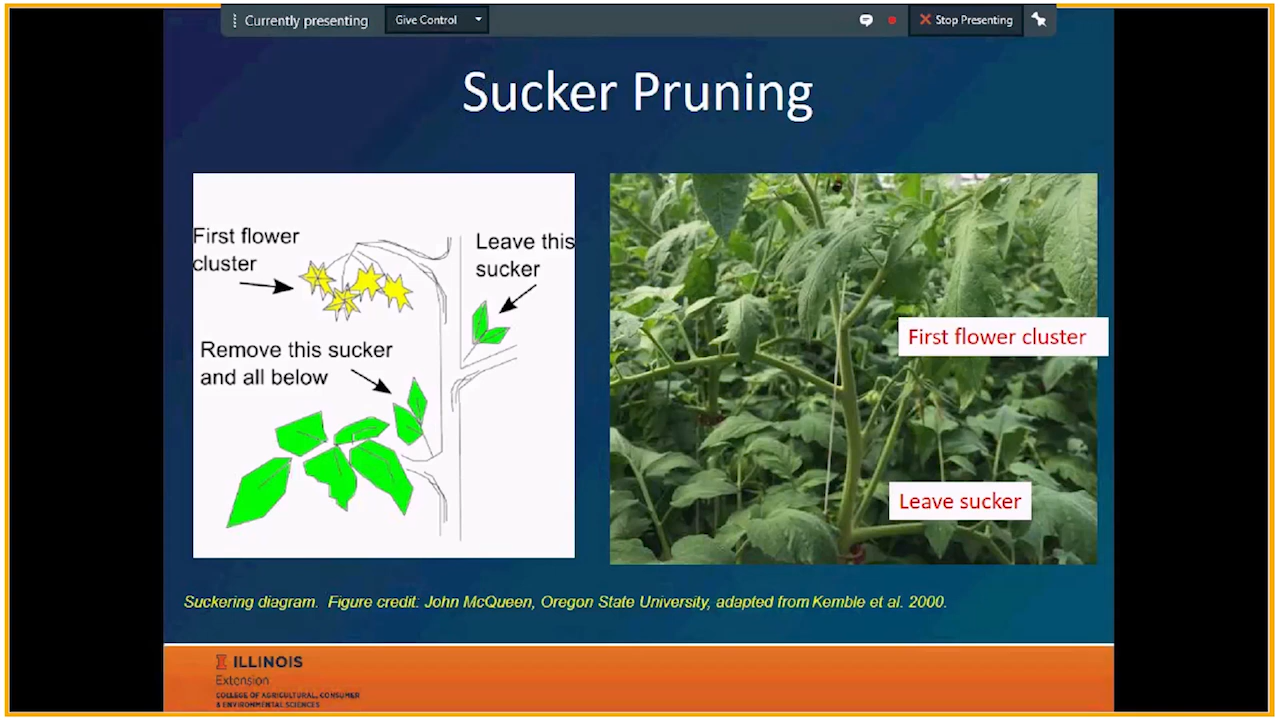 Currently presenting
Give Control
Stop Presenting
Sucker Pruning
First flower
cluster
Leave this
sucker
Remove this sucker
and all below
First flower cluster
Leave sucker
Suckering diagram. Figure credit: John McQueen, Oregon State University, adapted from Kemble et al. 2000.
ILLINOIS
Extension
COLLEGE OF AGRICULTURAL, CONSUMER
& ENVIRONMENTAL SCIENCES